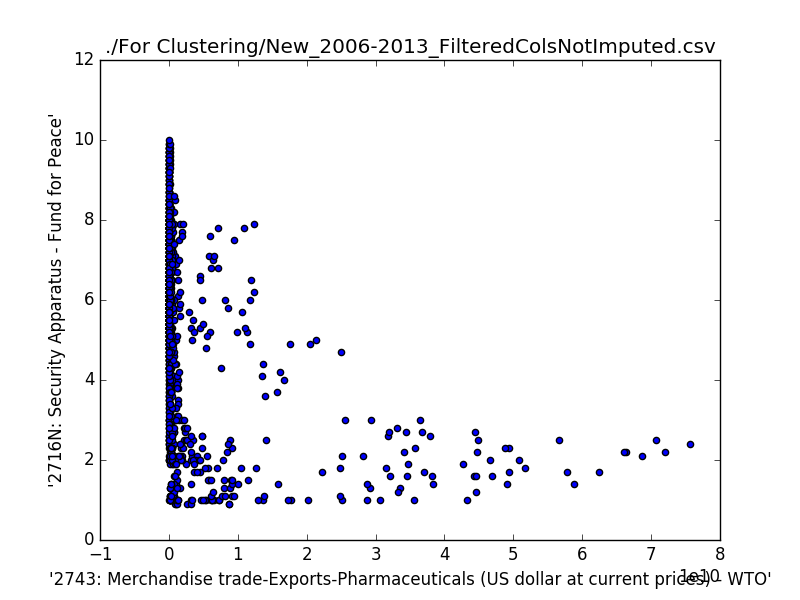 ./For Clustering/New_2006-2013_FilteredColsNotImputed.csv
12
10
8
6
4
2
0
'2716N: Security Apparatus - Fund for Peace'
−1 0 1 2 3 4 5 6 7 8
1e10
'2743: Merchandise trade-Exports-Pharmaceuticals (US dollar at current prices) - WTO'